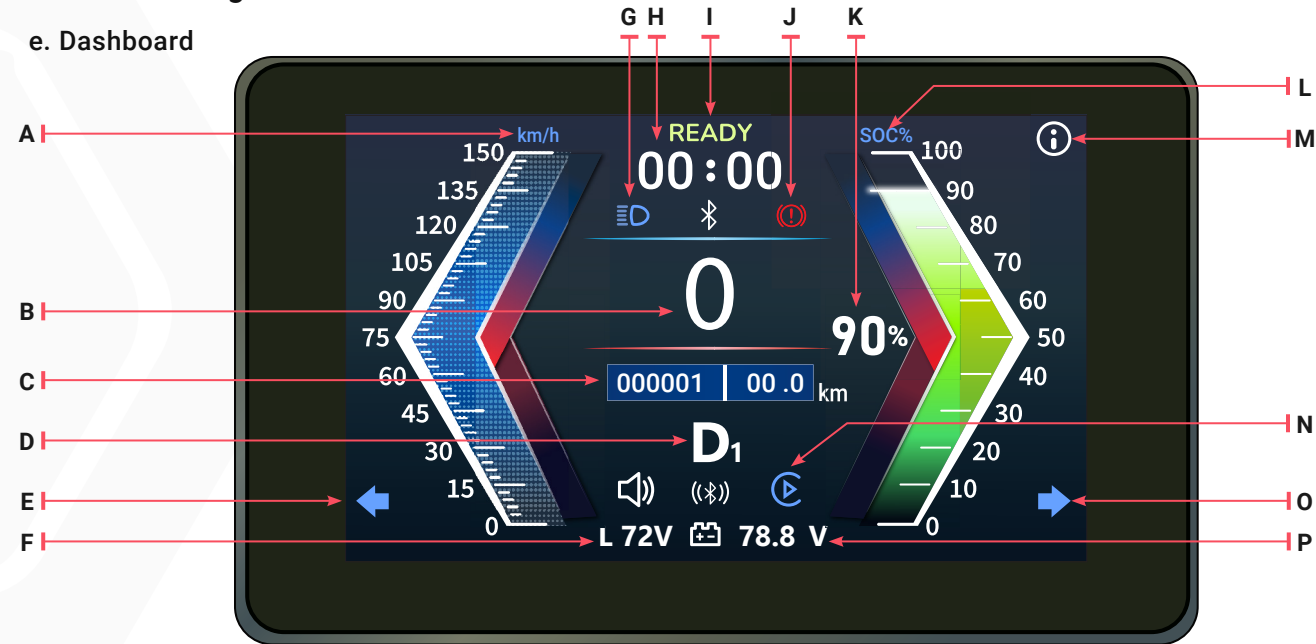 e. Dashboard
G H I J K
L
A
km/h
READY
SOC%
M
150
00 : 00
100
135
90
120
80
105
70
90
0
60
B
75
90%
50
C
60
000001 00 .0 km
40
45
30
N
D
30
D1
20
15
10
E
O
0
0
F
L 72V 78.8 V
P